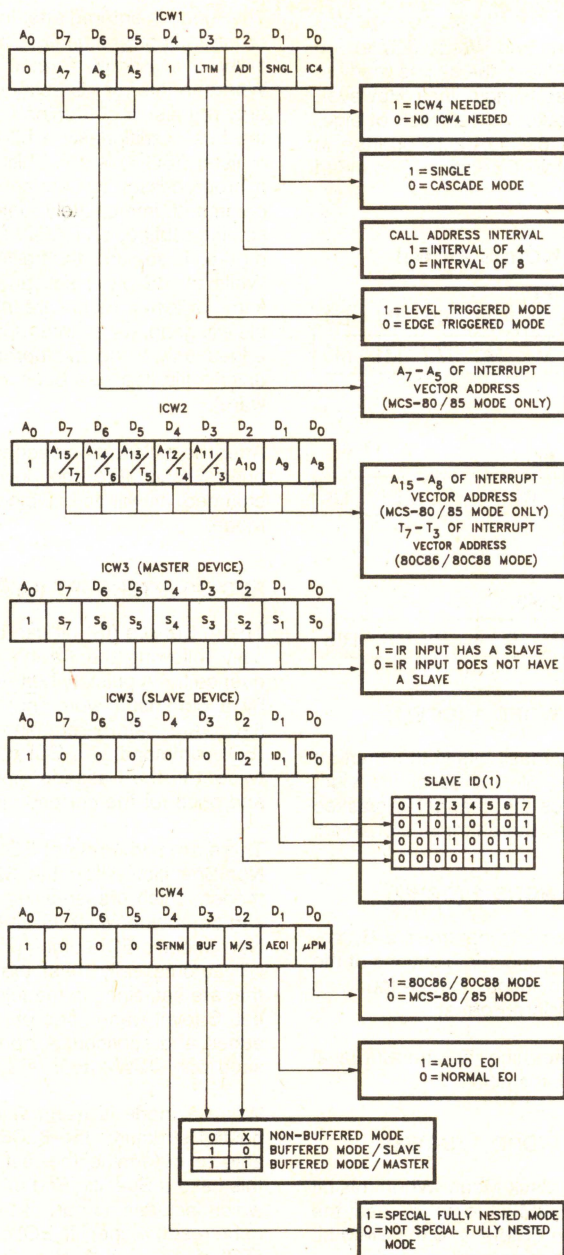 ICW1
A0 D7 D6 D5 D4 D3 D2 D1 D0
0 A7 A6 A5 1 LTIM ADI SNGL IC4
1 = ICW4 NEEDED
0 = NO ICW4 NEEDED
1 = SINGLE
0 = CASCADE MODE
CALL ADDRESS INTERVAL
1 = INTERVAL OF 4
0 = INTERVAL OF 8
1 = LEVEL TRIGGERED MODE
0 = EDGE TRIGGERED MODE
A7–A5 OF INTERRUPT
VECTOR ADDRESS
(MCS-80/85 MODE ONLY)
ICW2
A0 D7 D6 D5 D4 D3 D2 D1 D0
1 A15/T7 A14/T6 A13/T5 A12/T4 A11/T3 A10 A9 A8
A15–A8 OF INTERRUPT
VECTOR ADDRESS
(MCS-80/85 MODE ONLY)
T7–T3 OF INTERRUPT
VECTOR ADDRESS
(80C86/80C88 MODE)
ICW3 (MASTER DEVICE)
A0 D7 D6 D5 D4 D3 D2 D1 D0
1 S7 S6 S5 S4 S3 S2 S1 S0
1 = IR INPUT HAS A SLAVE
0 = IR INPUT DOES NOT HAVE
A SLAVE
ICW3 (SLAVE DEVICE)
A0 D7 D6 D5 D4 D3 D2 D1 D0
1 0 0 0 0 0 ID2 ID1 ID0
SLAVE ID(1)
0 1 2 3 4 5 6 7
0 1 0 1 0 1 0 1
0 0 1 1 0 0 1 1
0 0 0 0 1 1 1 1
ICW4
A0 D7 D6 D5 D4 D3 D2 D1 D0
1 0 0 0 SFNM BUF M/S AEOI µPM
1 = 80C86/80C88 MODE
0 = MCS-80/85 MODE
1 = AUTO EOI
0 = NORMAL EOI
0 X NON-BUFFERED MODE
1 0 BUFFERED MODE/SLAVE
1 1 BUFFERED MODE/MASTER
1 = SPECIAL FULLY NESTED MODE
0 = NOT SPECIAL FULLY NESTED
MODE